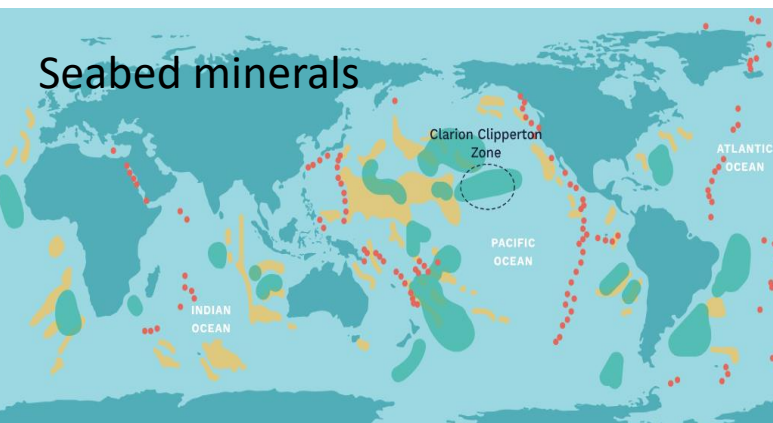 Seabed minerals
Clarion Clipperton
Zone
ATLANTIC
OCEAN
PACIFIC
OCEAN
INDIAN
OCEAN